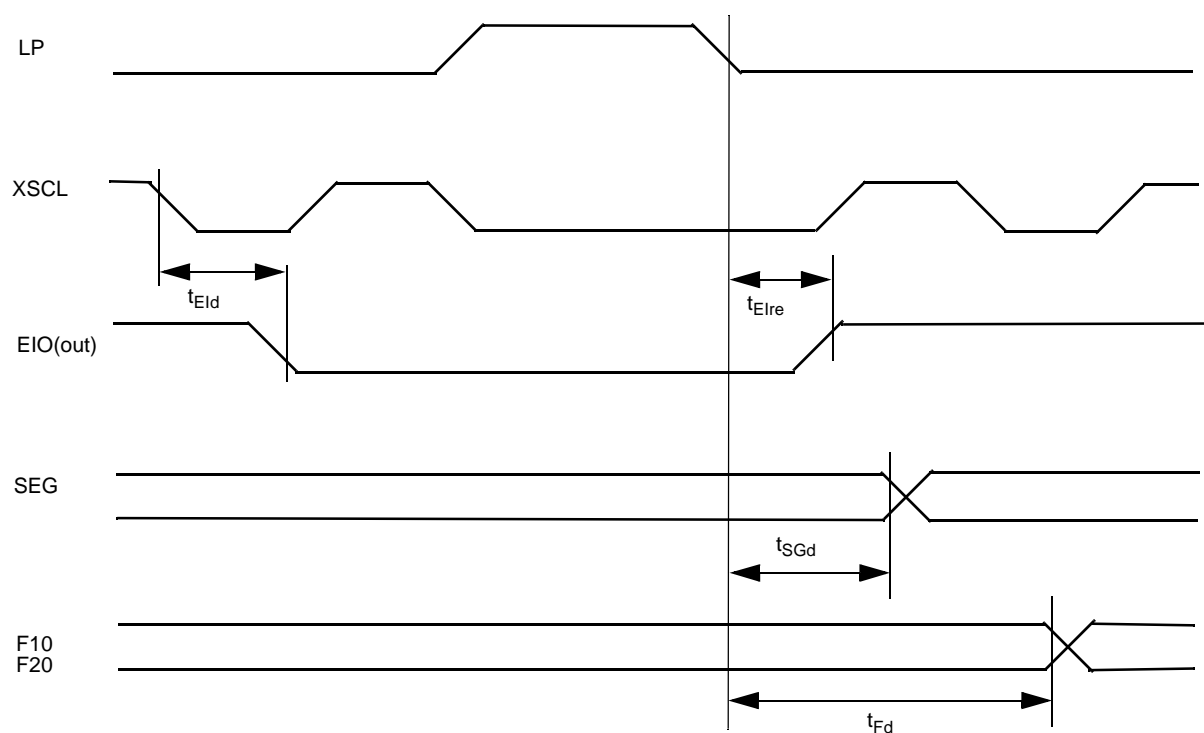 LP
XSCL
tEId
tEIre
EIO(out)
SEG
tSGd
F10
F20
tFd